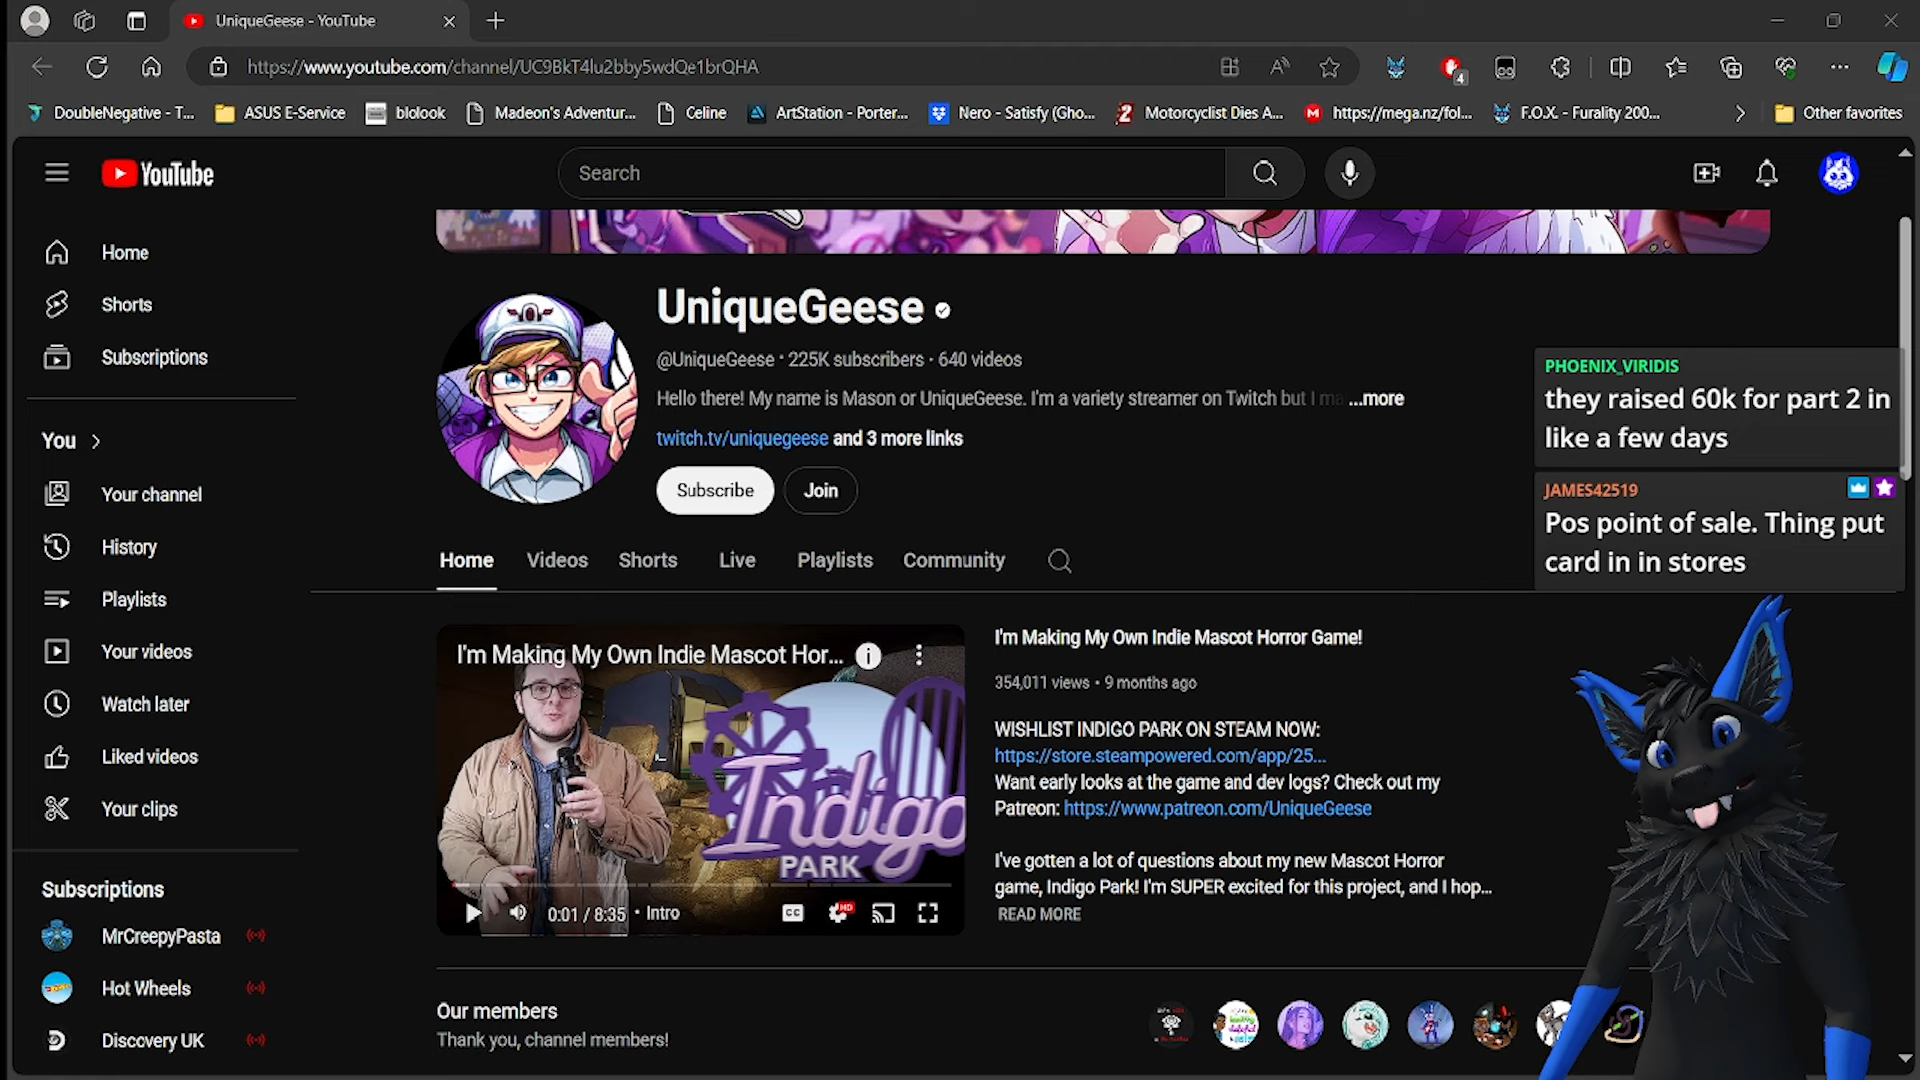 UniqueGeese - YouTube
https://www.youtube.com/channel/UC9BkT4lu2bby5wdQe1brQHA
4
DoubleNegative - T...
ASUS E-Service
blolook
Madeon's Adventur...
Celine
ArtStation - Porter...
Nero - Satisfy (Gho...
Motorcyclist Dies A...
https://mega.nz/fol...
F.O.X. - Furality 200...
Other favorites
YouTube
Search
Home
Shorts
Subscriptions
You
Your channel
History
Playlists
Your videos
Watch later
Liked videos
Your clips
Subscriptions
MrCreepyPasta
Hot Wheels
Discovery UK
UniqueGeese
@UniqueGeese · 225K subscribers · 640 videos
Hello there! My name is Mason or UniqueGeese. I'm a variety streamer on Twitch but I ma ...more
twitch.tv/uniquegeese and 3 more links
Subscribe
Join
Home
Videos
Shorts
Live
Playlists
Community
PHOENIX_VIRIDIS
they raised 60k for part 2 in
like a few days
JAMES42519
Pos point of sale. Thing put
card in in stores
I'm Making My Own Indie Mascot Hor...
Indigo
PARK
0:01 / 8:35 • Intro
CC
HD
I'm Making My Own Indie Mascot Horror Game!
354,011 views • 9 months ago
WISHLIST INDIGO PARK ON STEAM NOW:
https://store.steampowered.com/app/25...
Want early looks at the game and dev logs? Check out my
Patreon: https://www.patreon.com/UniqueGeese
I've gotten a lot of questions about my new Mascot Horror
game, Indigo Park! I'm SUPER excited for this project, and I hop...
READ MORE
Our members
Thank you, channel members!